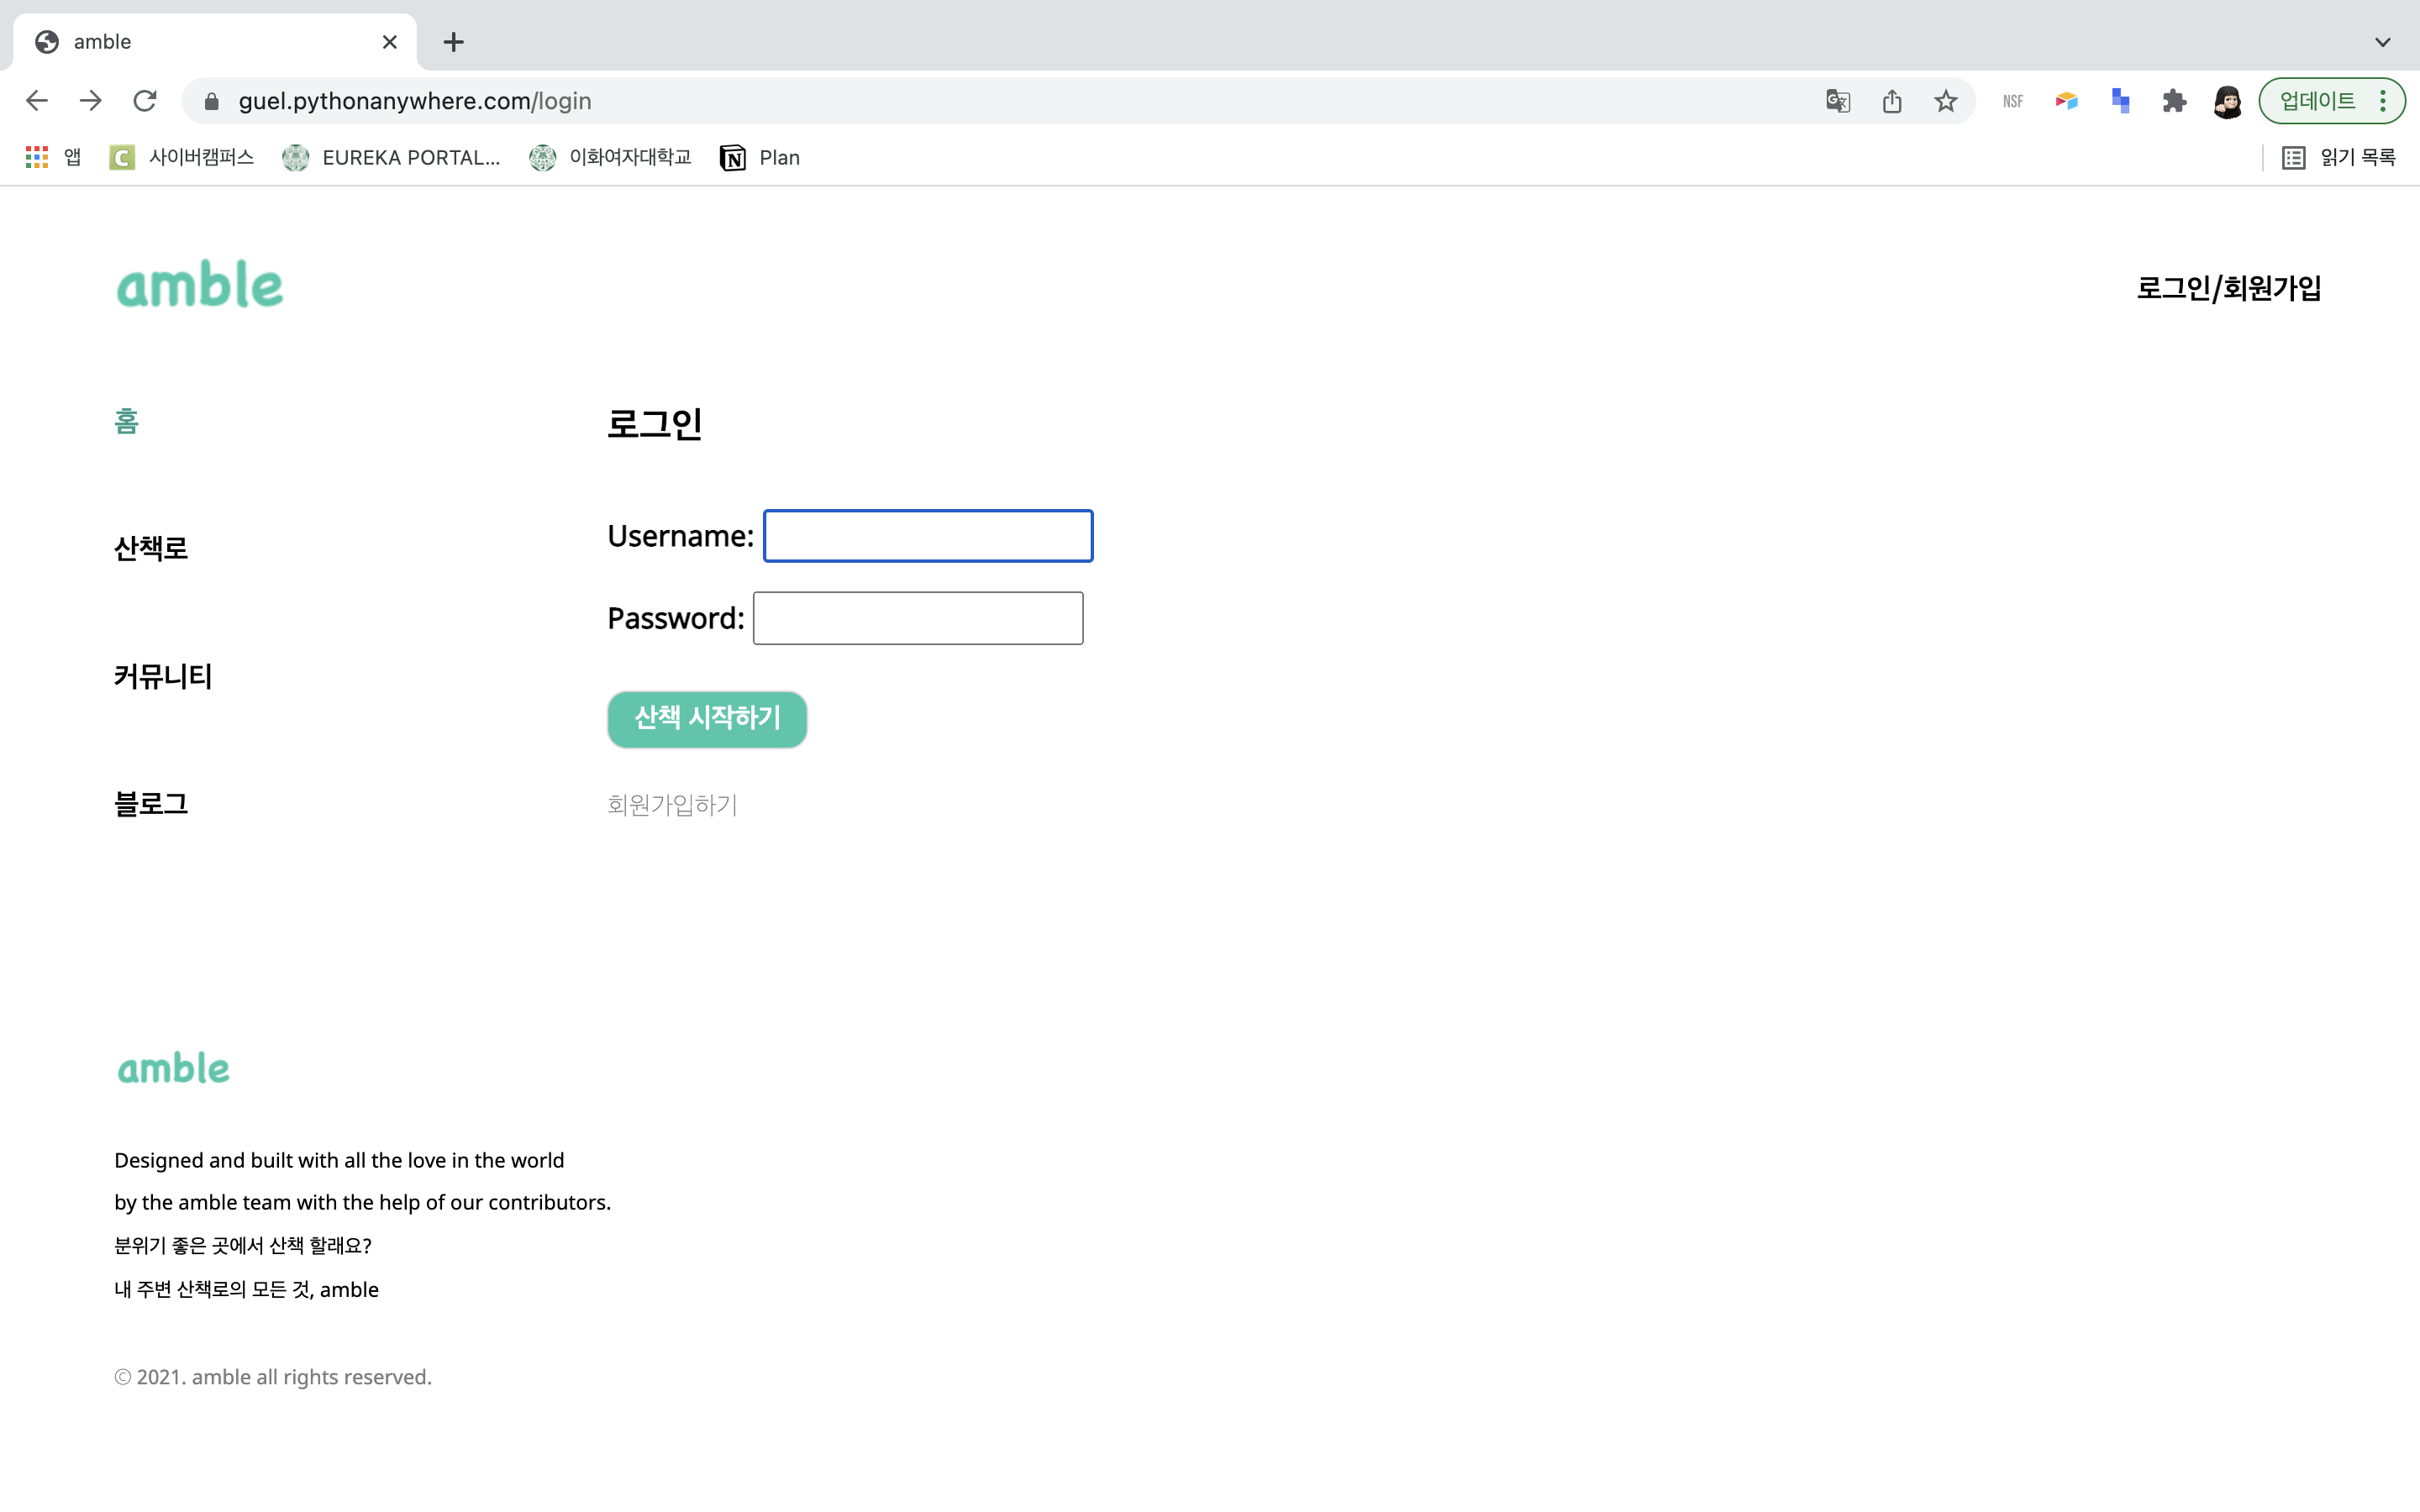 amble
guel.pythonanywhere.com/login
NSF
업데이트
앱
C 사이버캠퍼스
EUREKA PORTAL...
이화여자대학교
Plan
읽기 목록
amble
로그인/회원가입
홈
산책로
커뮤니티
블로그
로그인
Username:
Password:
산책 시작하기
회원가입하기
amble
Designed and built with all the love in the world
by the amble team with the help of our contributors.
분위기 좋은 곳에서 산책 할래요?
내 주변 산책로의 모든 것, amble
© 2021. amble all rights reserved.